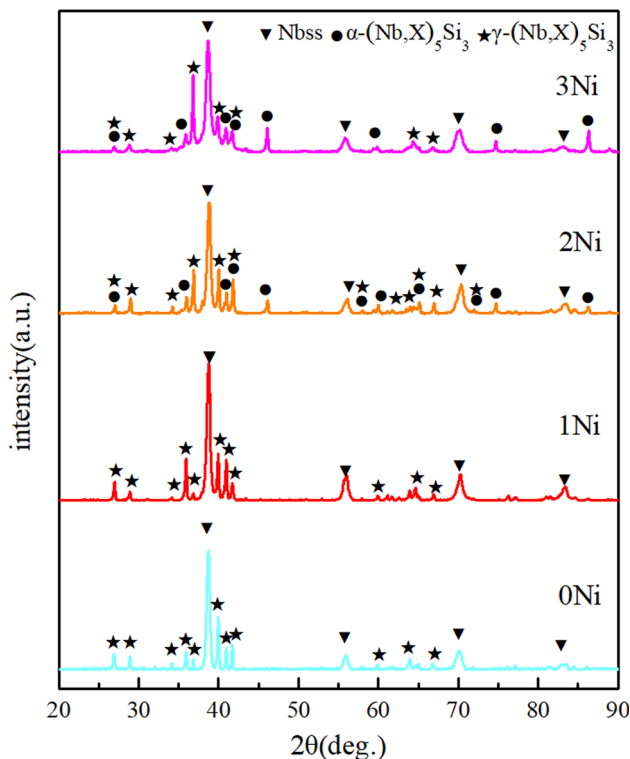 ▼ Nbss ● α-(Nb,X)₅Si₃ ★ γ-(Nb,X)₅Si₃
3Ni
2Ni
1Ni
0Ni
intensity(a.u.)
20 30 40 50 60 70 80 90
2θ(deg.)